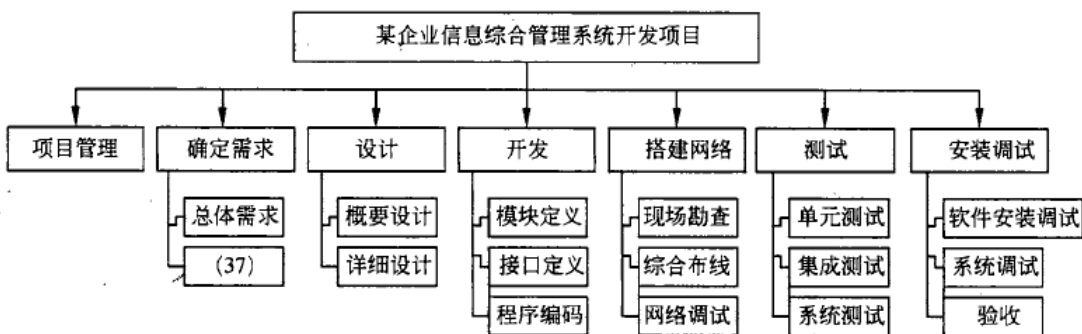 某企业信息综合管理系统开发项目
项目管理
确定需求
设计
开发
搭建网络
测试
安装调试
总体需求
概要设计
模块定义
现场勘查
单元测试
软件安装调试
(37)
详细设计
接口定义
综合布线
集成测试
系统调试
程序编码
网络调试
系统测试
验收